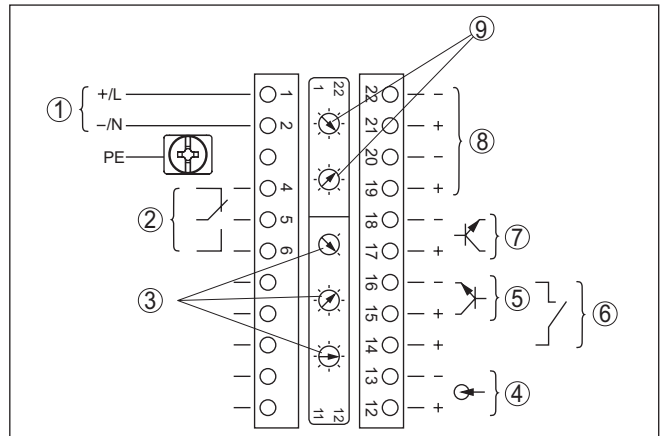 ⑨
① +/L 1 1 22 22 −
−/N 2 21 + ⑧
PE 20 −
② 4 19 +
5 18 − ⑦
6 17 +
③ 16 − ⑤ ⑥
15 +
14 +
13 − ④
11 12 12 +